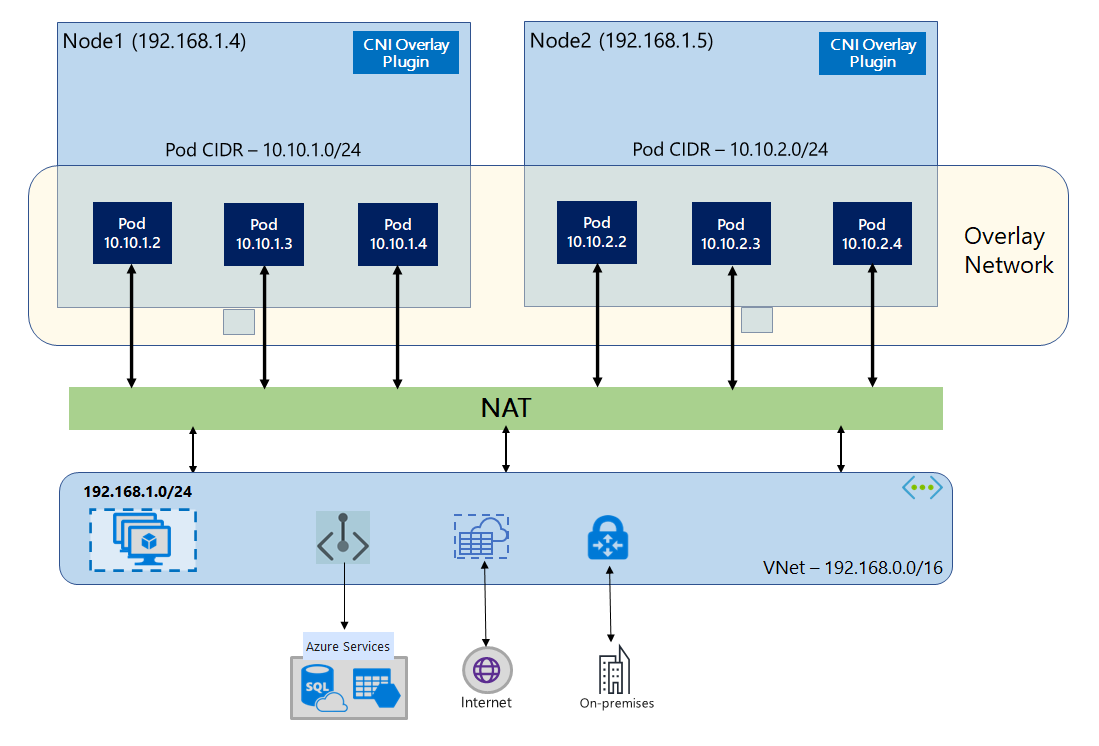 Node1 (192.168.1.4)
CNI Overlay
Plugin
Pod CIDR – 10.10.1.0/24
Node2 (192.168.1.5)
CNI Overlay
Plugin
Pod CIDR – 10.10.2.0/24
Pod
10.10.1.2
Pod
10.10.1.3
Pod
10.10.1.4
Pod
10.10.2.2
Pod
10.10.2.3
Pod
10.10.2.4
Overlay
Network
NAT
192.168.1.0/24
VNet – 192.168.0.0/16
Azure Services
SQL
Internet
On-premises